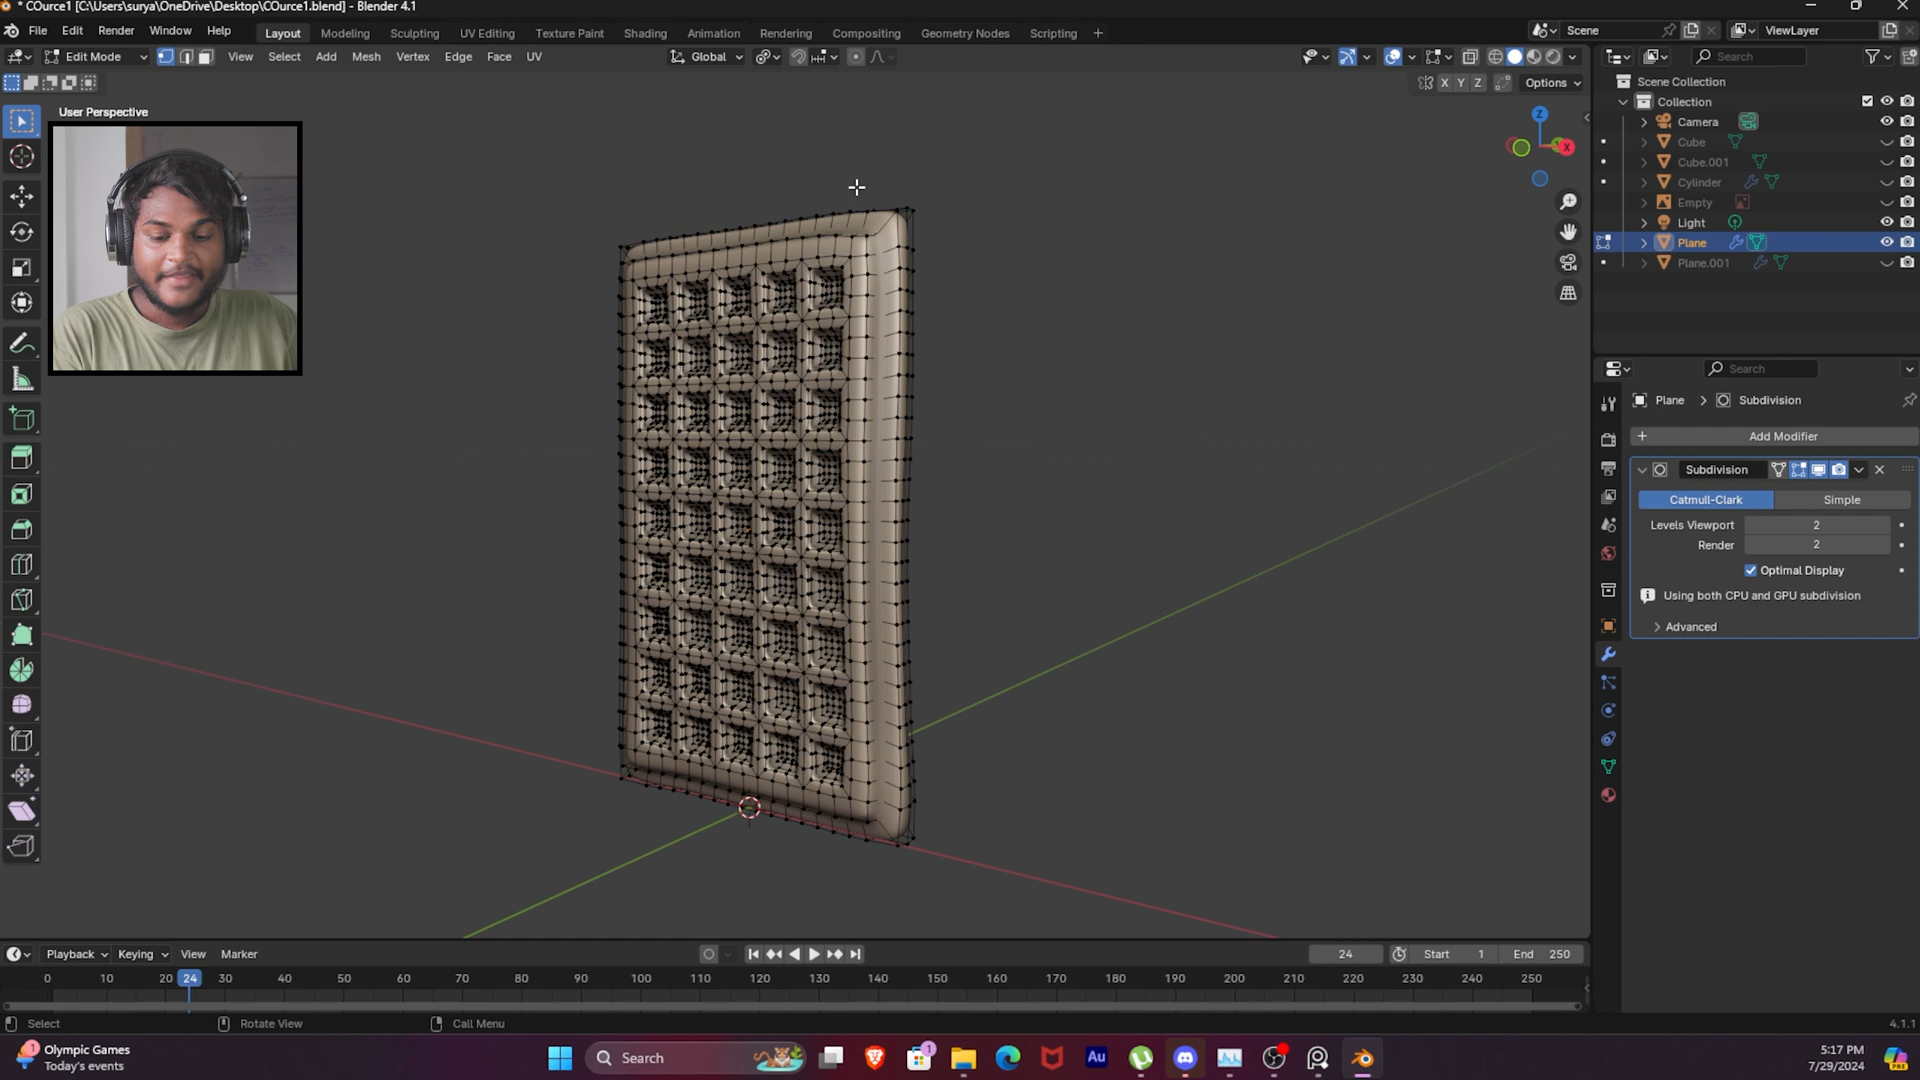 * COurce1 [C:\Users\surya\OneDrive\Desktop\COurce1.blend] - Blender 4.1
File Edit Render Window Help Layout Modeling Sculpting UV Editing Texture Paint Shading Animation Rendering Compositing Geometry Nodes Scripting + Scene ViewLayer
Edit Mode View Select Add Mesh Vertex Edge Face UV Global Search
X Y Z Options
User Perspective
Z
X
Scene Collection
Collection
Camera
Cube
Cube.001
Cylinder
Empty
Light
Plane
Plane.001
Search
Plane > Subdivision
+ Add Modifier
Subdivision
Catmull-Clark Simple
Levels Viewport 2
Render 2
Optimal Display
Using both CPU and GPU subdivision
Advanced
Playback Keying View Marker 24 Start 1 End 250
0 10 20 24 30 40 50 60 70 80 90 100 110 120 130 140 150 160 170 180 190 200 210 220 230 240 250
Select Rotate View Call Menu 4.1.1
1 Olympic Games
Today's events
Search
1
Au
5:17 PM
7/29/2024
PRE